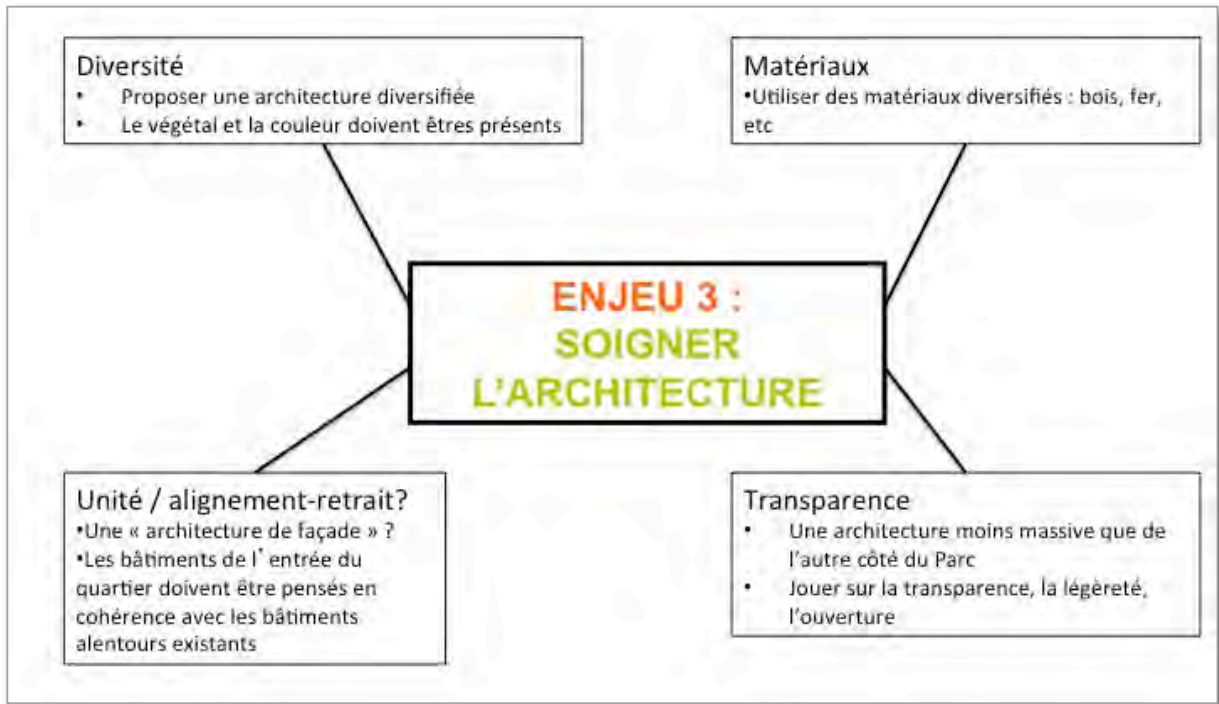 Diversité
• Proposer une architecture diversifiée
• Le végétal et la couleur doivent êtres présents
Matériaux
•Utiliser des matériaux diversifiés : bois, fer,
etc
ENJEU 3 :
SOIGNER
L'ARCHITECTURE
Unité / alignement-retrait?
•Une « architecture de façade » ?
•Les bâtiments de l' entrée du
quartier doivent être pensés en
cohérence avec les bâtiments
alentours existants
Transparence
• Une architecture moins massive que de
l'autre côté du Parc
• Jouer sur la transparence, la légèreté,
l'ouverture